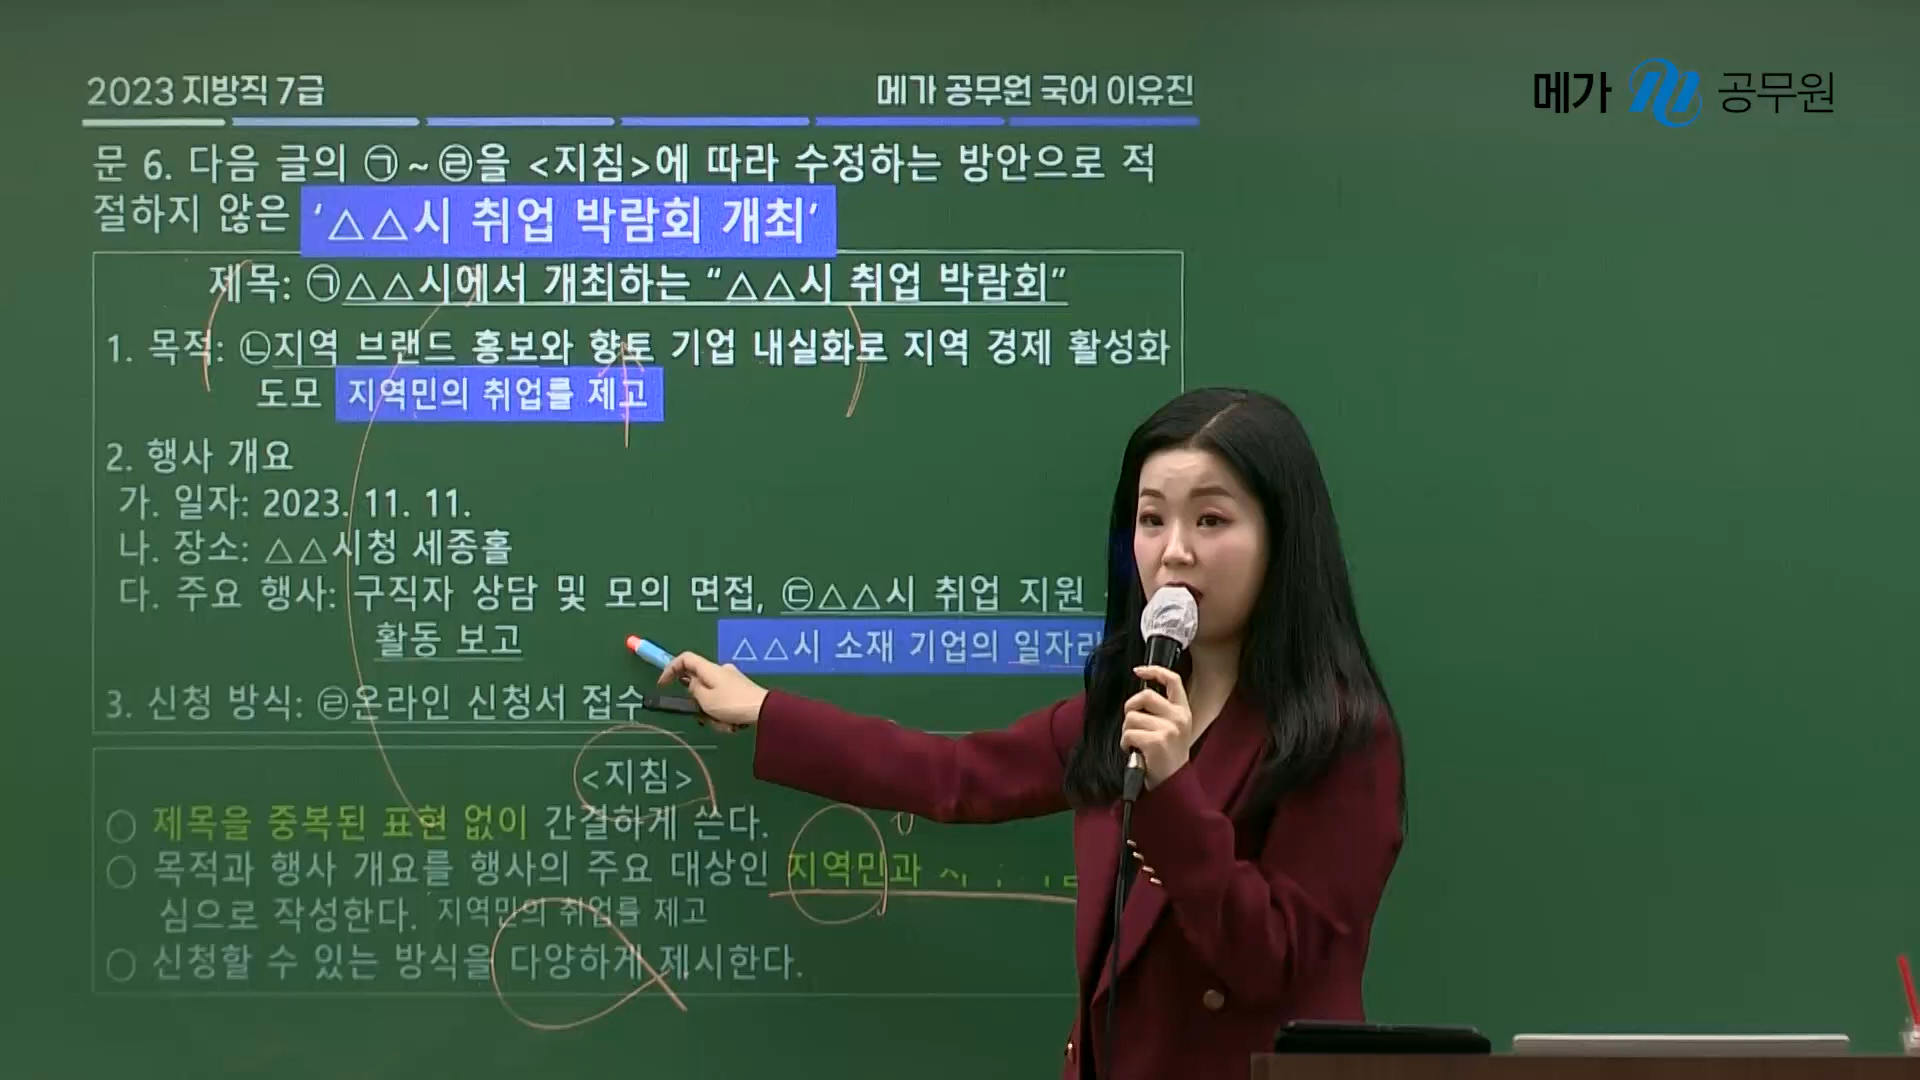 2023 지방직 7급
메가 공무원 국어 이유진
메가 공무원
문 6. 다음 글의 ㉠~㉣을 <지침>에 따라 수정하는 방안으로 적
절하지 않은
‘△△시 취업 박람회 개최’
제목: ㉠△△시에서 개최하는 “△△시 취업 박람회”
1. 목적: ㉡지역 브랜드 홍보와 향토 기업 내실화로 지역 경제 활성화
도모
지역민의 취업률 제고
2. 행사 개요
가. 일자: 2023. 11. 11.
나. 장소: △△시청 세종홀
다. 주요 행사: 구직자 상담 및 모의 면접, ㉢△△시 취업 지원
활동 보고
△△시 소재 기업의 일자리
3. 신청 방식: ㉣온라인 신청서 접수
<지침>
○ 제목을 중복된 표현 없이 간결하게 쓴다.
○ 목적과 행사 개요를 행사의 주요 대상인 지역민과
심으로 작성한다. 지역민의 취업률 제고
○ 신청할 수 있는 방식을 다양하게 제시한다.